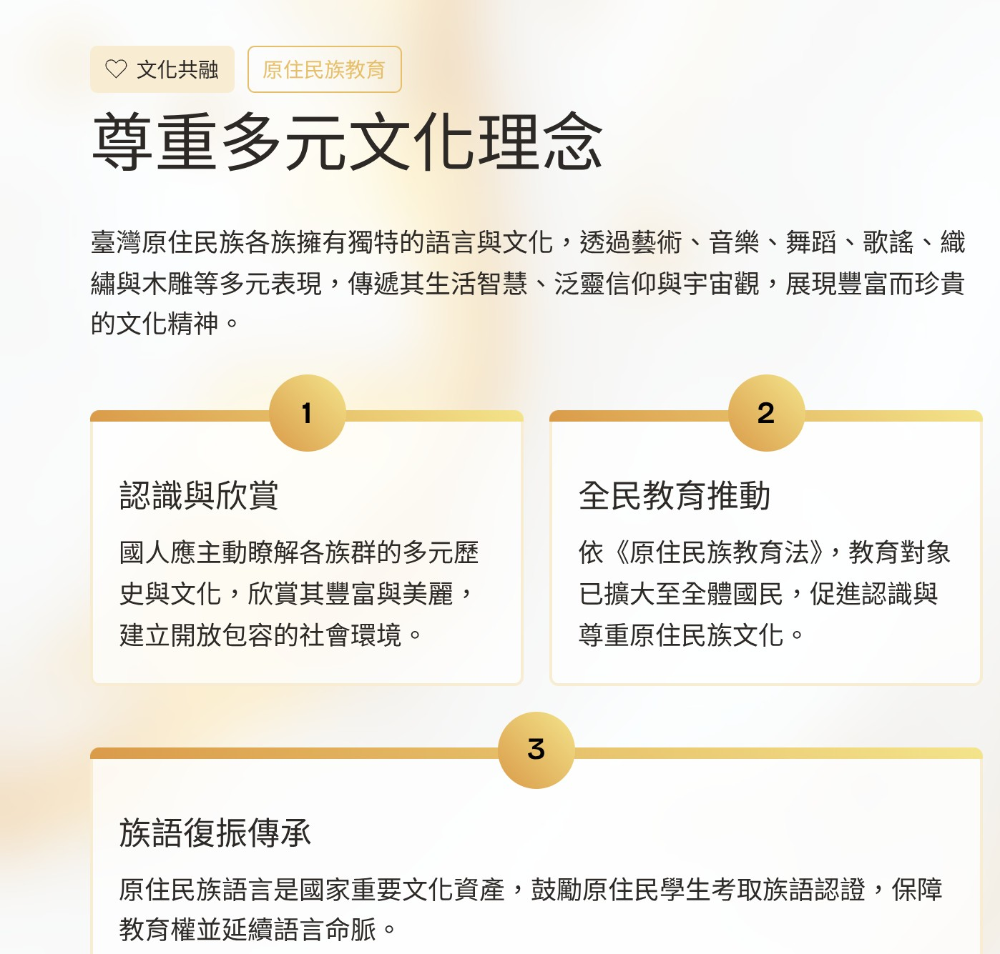 文化共融
原住民族教育
尊重多元文化理念
臺灣原住民族各族擁有獨特的語言與文化，透過藝術、音樂、舞蹈、歌謠、織
繡與木雕等多元表現，傳遞其生活智慧、泛靈信仰與宇宙觀，展現豐富而珍貴
的文化精神。
1
2
認識與欣賞
國人應主動瞭解各族群的多元歷
史與文化，欣賞其豐富與美麗，
建立開放包容的社會環境。
全民教育推動
依《原住民族教育法》，教育對象
已擴大至全體國民，促進認識與
尊重原住民族文化。
3
族語復振傳承
原住民族語言是國家重要文化資產，鼓勵原住民學生考取族語認證，保障
教育權並延續語言命脈。